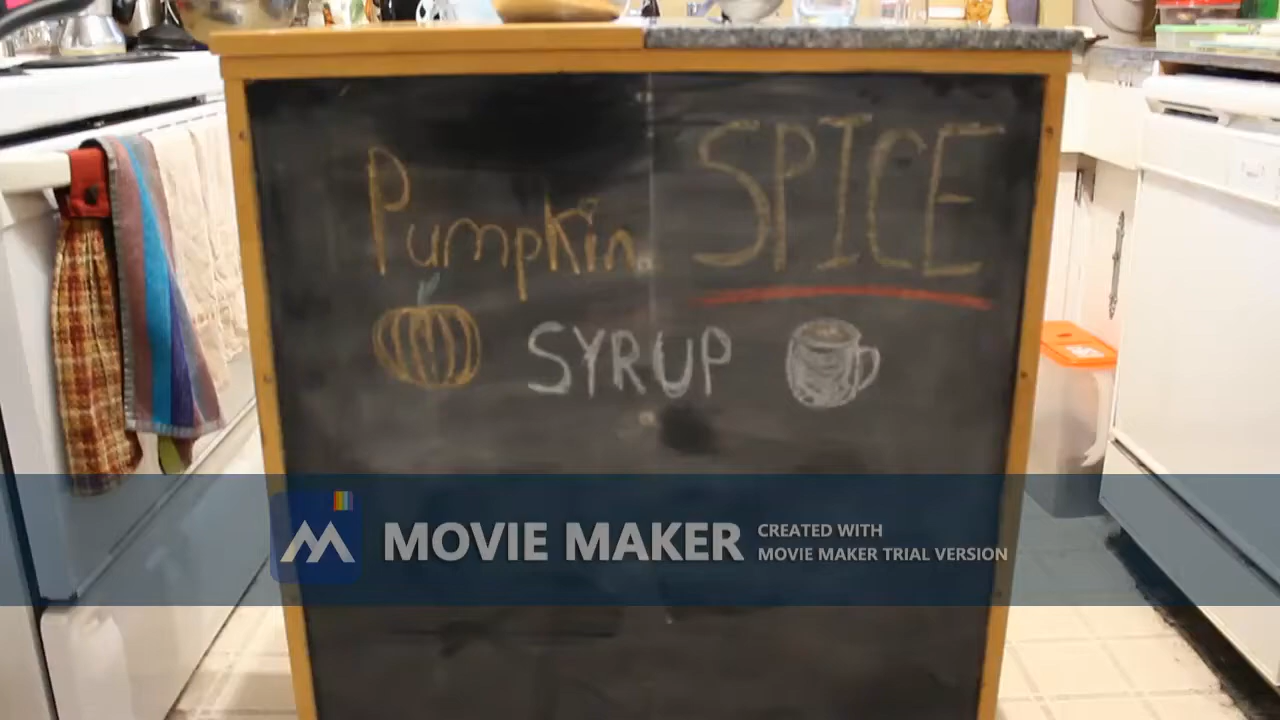 Pumpkin SPICE
SYRUP
MOVIE MAKER
CREATED WITH
MOVIE MAKER TRIAL VERSION